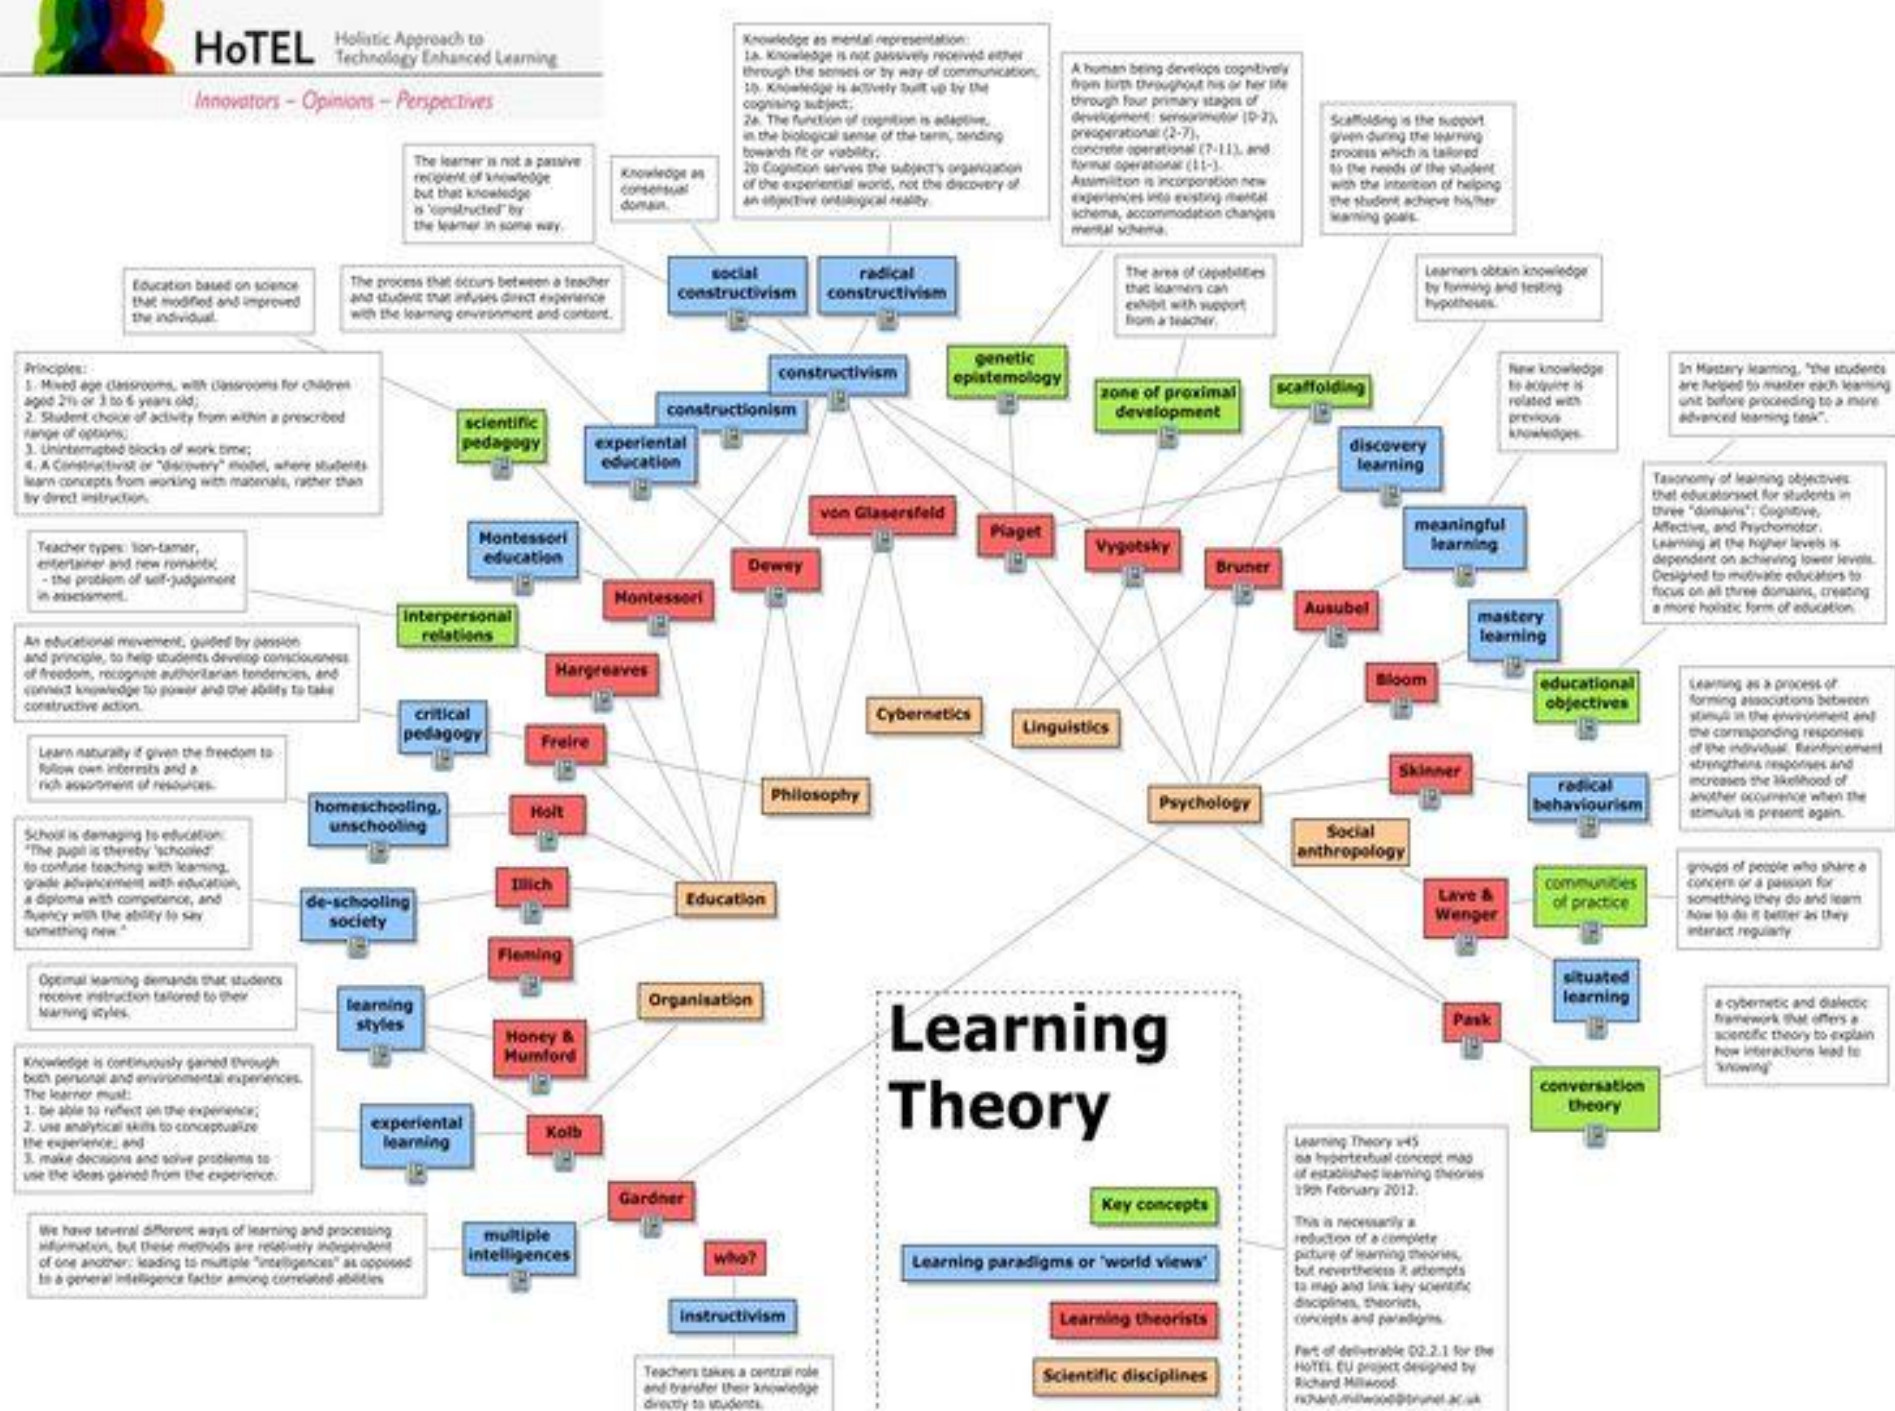 HoTEL
Holistic Approach to
Technology Enhanced Learning
Innovators – Opinions – Perspectives
Knowledge as mental representation:
1a. Knowledge is not passively received either
through the senses or by way of communication;
1b. Knowledge is actively built up by the
cognising subject;
2a. The function of cognition is adaptive,
in the biological sense of the term, tending
towards fit or viability;
2b Cognition serves the subject's organization
of the experiential world, not the discovery of
an objective ontological reality.
A human being develops cognitively
from birth throughout his or her life
through four primary stages of
development: sensorimotor (0-2),
preoperational (2-7),
concrete operational (7-11), and
formal operational (11-).
Assimilition is incorporation new
experiences into existing mental
schema, accommodation changes
mental schema.
Scaffolding is the support
given during the learning
process which is tailored
to the needs of the student
with the intention of helping
the student achieve his/her
learning goals.
The learner is not a passive
recipient of knowledge
but that knowledge
is 'constructed' by
the learner in some way.
Knowledge as
consensual
domain.
Education based on science
that modified and improved
the individual.
The process that occurs between a teacher
and student that infuses direct experience
with the learning environment and content.
social
constructivism
radical
constructivism
The area of capabilities
that learners can
exhibit with support
from a teacher.
Learners obtain knowledge
by forming and testing
hypotheses.
Principles:
1. Mixed age classrooms, with classrooms for children
aged 2½ or 3 to 6 years old;
2. Student choice of activity from within a prescribed
range of options;
3. Uninterrupted blocks of work time;
4. A Constructivist or "discovery" model, where students
learn concepts from working with materials, rather than
by direct instruction.
constructivism
genetic
epistemology
zone of proximal
development
scaffolding
New knowledge
to acquire is
related with
previous
knowledges.
In Mastery learning, "the students
are helped to master each learning
unit before proceeding to a more
advanced learning task".
scientific
pedagogy
constructionism
experiental
education
discovery
learning
Taxonomy of learning objectives
that educatorsset for students in
three "domains": Cognitive,
Affective, and Psychomotor.
Learning at the higher levels is
dependent on achieving lower levels.
Designed to motivate educators to
focus on all three domains, creating
a more holistic form of education.
von Glasersfeld
Piaget
Vygotsky
meaningful
learning
Montessori
education
Dewey
Bruner
Teacher types: lion-tamer,
entertainer and new romantic
- the problem of self-judgement
in assessment.
Montessori
Ausubel
mastery
learning
interpersonal
relations
Hargreaves
Bloom
educational
objectives
An educational movement, guided by passion
and principle, to help students develop consciousness
of freedom, recognize authoritarian tendencies, and
connect knowledge to power and the ability to take
constructive action.
critical
pedagogy
Freire
Cybernetics
Linguistics
Learning as a process of
forming associations between
stimuli in the environment and
the corresponding responses
of the individual. Reinforcement
strengthens responses and
increases the likelihood of
another occurrence when the
stimulus is present again.
Learn naturally if given the freedom to
follow own interests and a
rich assortment of resources.
homeschooling,
unschooling
Holt
Philosophy
Psychology
Skinner
radical
behaviourism
School is damaging to education:
"The pupil is thereby 'schooled'
to confuse teaching with learning,
grade advancement with education,
a diploma with competence, and
fluency with the ability to say
something new."
de-schooling
society
Illich
Education
Social
anthropology
Lave &
Wenger
communities
of practice
groups of people who share a
concern or a passion for
something they do and learn
how to do it better as they
interact regularly
Fleming
Optimal learning demands that students
receive instruction tailored to their
learning styles.
learning
styles
Organisation
situated
learning
Honey &
Mumford
Pask
a cybernetic and dialectic
framework that offers a
scientific theory to explain
how interactions lead to
'knowing'
Knowledge is continuously gained through
both personal and environmental experiences.
The learner must:
1. be able to reflect on the experience;
2. use analytical skills to conceptualize
the experience; and
3. make decisions and solve problems to
use the ideas gained from the experience.
experiental
learning
Kolb
conversation
theory
Learning
Theory
Gardner
We have several different ways of learning and processing
information, but these methods are relatively independent
of one another: leading to multiple "intelligences" as opposed
to a general intelligence factor among correlated abilities
multiple
intelligences
who?
instructivism
Teachers takes a central role
and transfer their knowledge
directly to students.
Key concepts
Learning paradigms or 'world views'
Learning theorists
Scientific disciplines
Learning Theory v45
isa hypertextual concept map
of established learning theories
19th February 2012.
This is necessarily a
reduction of a complete
picture of learning theories,
but nevertheless it attempts
to map and link key scientific
disciplines, theorists,
concepts and paradigms.
Part of deliverable D2.2.1 for the
HoTEL EU project designed by
Richard Millwood
richard.millwood@brunel.ac.uk